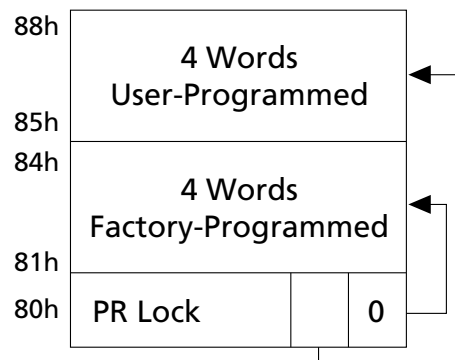 88h
4 Words
User-Programmed
85h
84h
4 Words
Factory-Programmed
81h
80h PR Lock 0